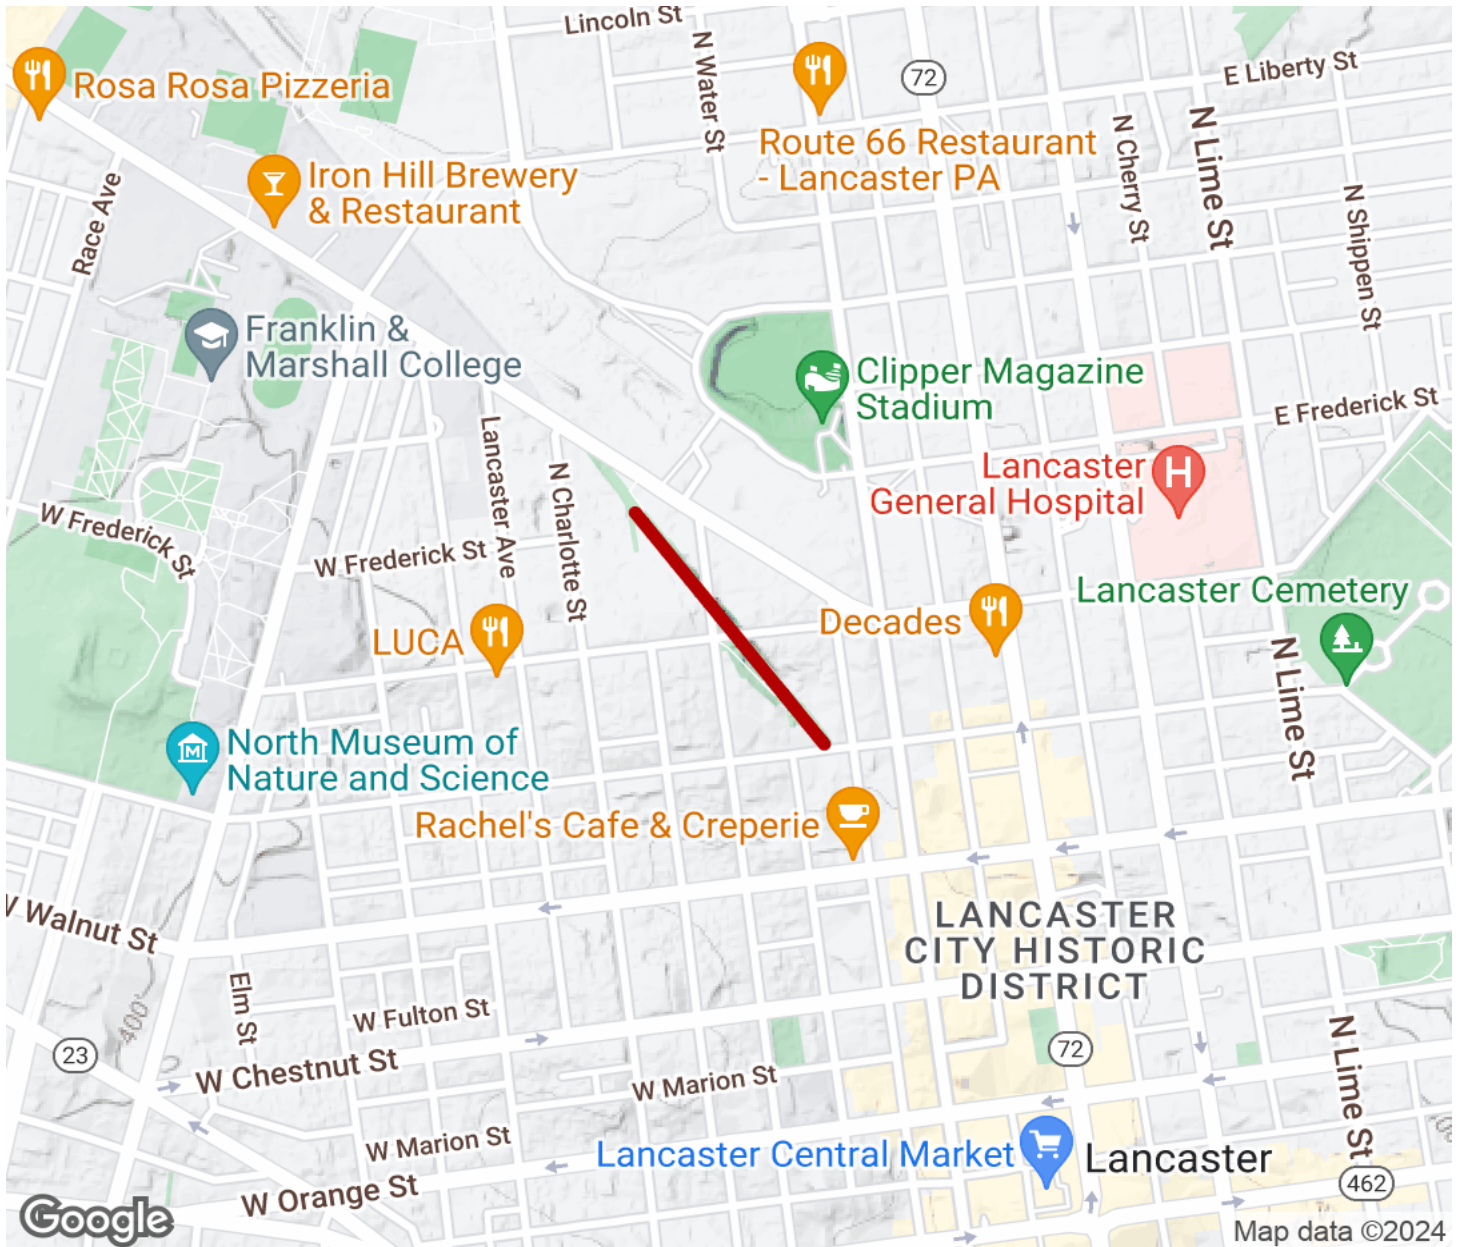 Lincoln St
N Water St
72
E Liberty St
Rosa Rosa Pizzeria
Route 66 Restaurant
- Lancaster PA
N Cherry St
N Lime St
Iron Hill Brewery
& Restaurant
Race Ave
N Shippen St
Franklin &
Marshall College
Clipper Magazine
Stadium
E Frederick St
Lancaster Ave
N Charlotte St
Lancaster
General Hospital
H
W Frederick St
W Frederick St
Lancaster Cemetery
Decades
LUCA
N Lime St
North Museum of
Nature and Science
M
Rachel's Cafe & Creperie
W Walnut St
LANCASTER
CITY HISTORIC
DISTRICT
Elm St
400'
W Fulton St
23
72
W Chestnut St
W Marion St
N Lime St
W Marion St
Lancaster Central Market
Lancaster
W Orange St
462
Google
Map data ©2024